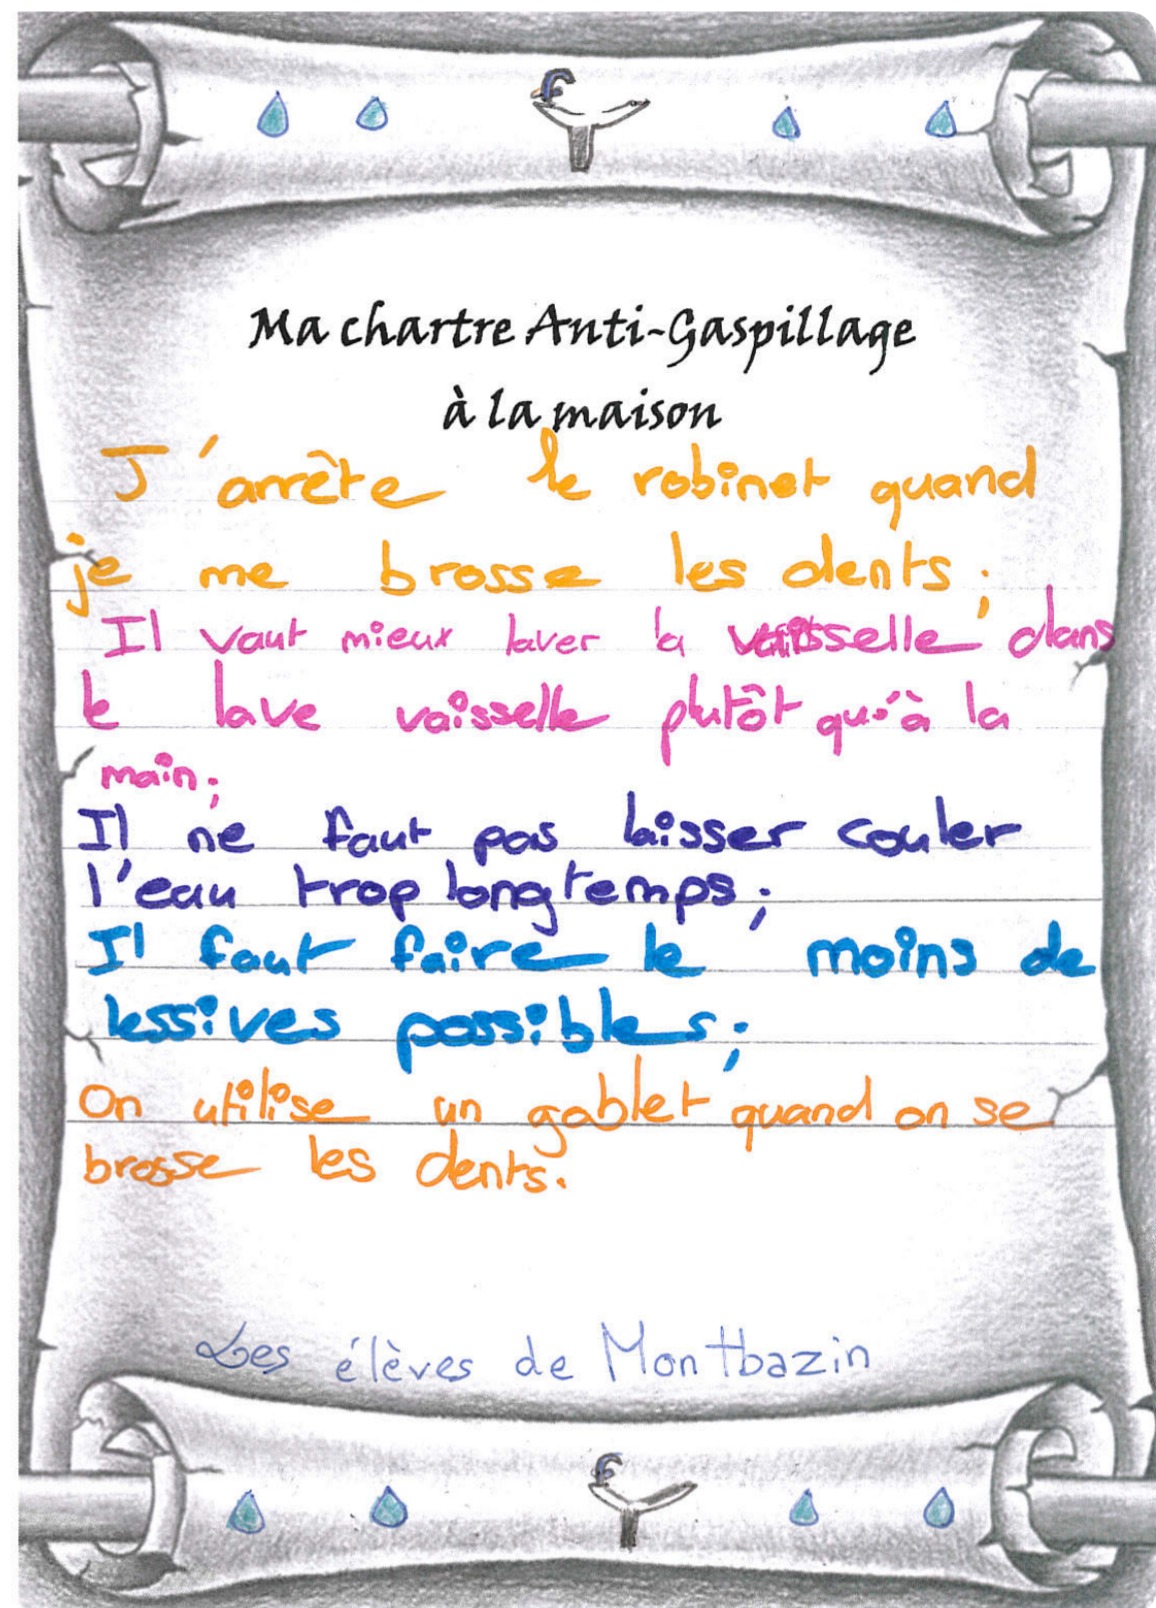 Ma chartre Anti-Gaspillage
à la maison
J'arrête le robinet quand
je me brosse les dents ;
Il vaut mieux laver la vaisselle dans
le lave vaisselle plutôt qu'à la
main ;
Il ne faut pas laisser couler
l'eau trop longtemps ;
Il faut faire le moins de
lessives possibles ;
On utilise un goblet quand on se
brosse les dents.
Les élèves de Montbazin